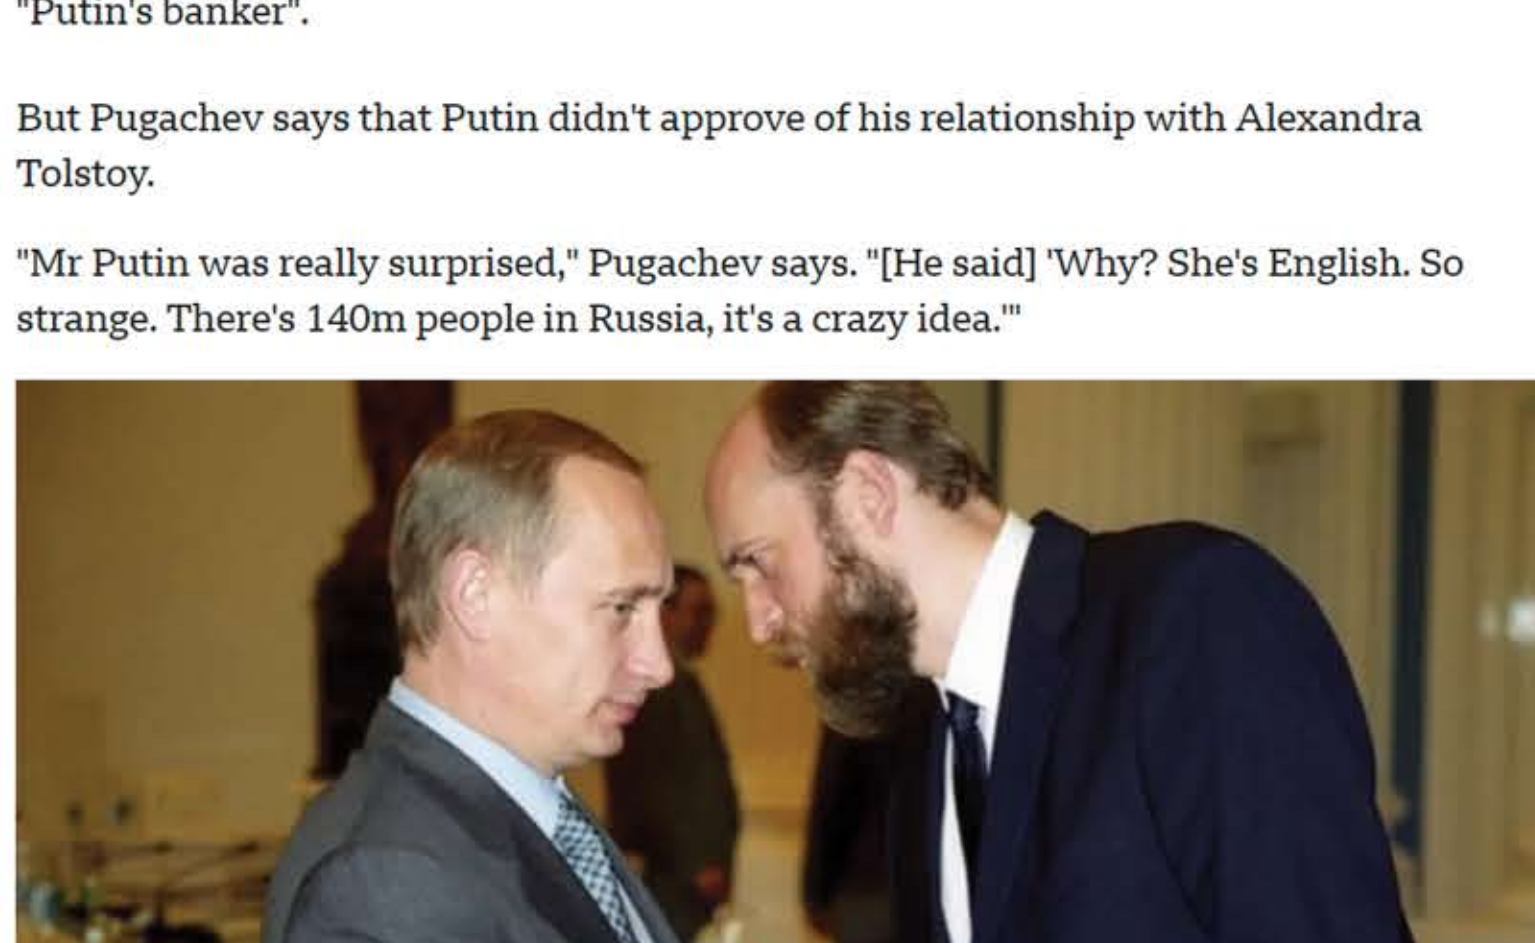 "Putin's banker".
But Pugachev says that Putin didn't approve of his relationship with Alexandra
Tolstoy.
"Mr Putin was really surprised," Pugachev says. "[He said] 'Why? She's English. So
strange. There's 140m people in Russia, it's a crazy idea.'"